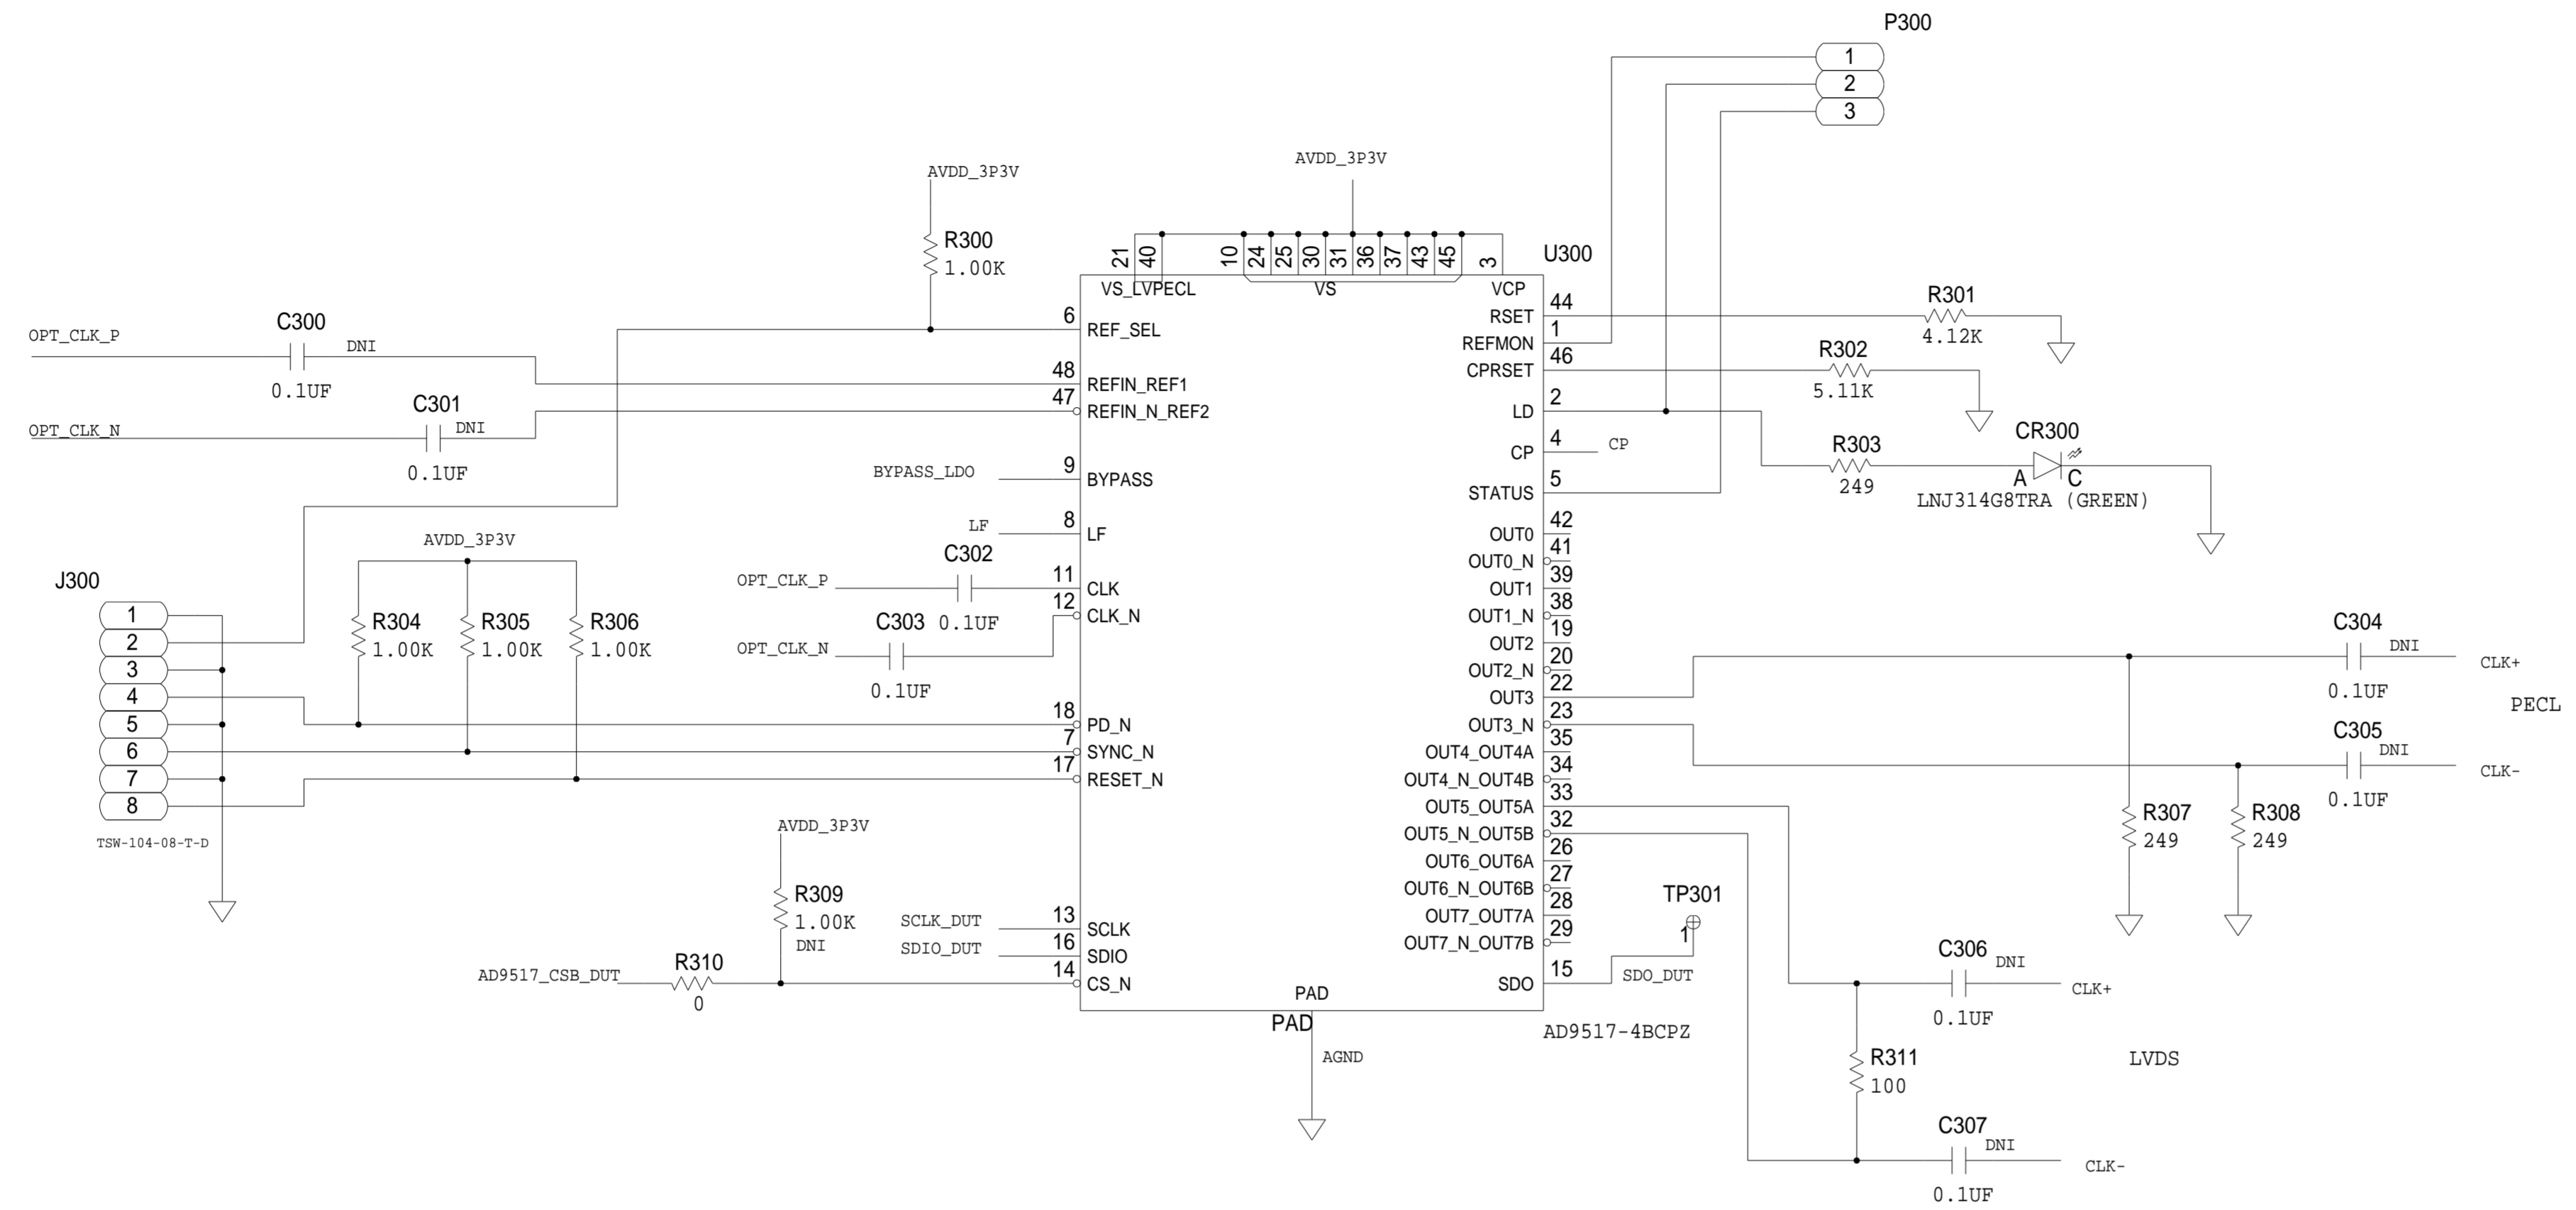 P300
1
2
3
AVDD_3P3V
AVDD_3P3V
R300
1.00K
21
40
10
24
25
30
31
36
37
43
45
3
U300
VS_LVPECL
VS
VCP
6
REF_SEL
48
REFIN_REF1
47
REFIN_N_REF2
9
BYPASS
8
LF
11
CLK
12
CLK_N
18
PD_N
7
SYNC_N
17
RESET_N
13
SCLK
16
SDIO
14
CS_N
PAD
PAD
AGND
AD9517-4BCPZ
44
RSET
1
REFMON
46
CPRSET
2
LD
4
CP
CP
5
STATUS
42
OUT0
41
OUT0_N
39
OUT1
38
OUT1_N
19
OUT2
20
OUT2_N
22
OUT3
23
OUT3_N
35
OUT4_OUT4A
34
OUT4_N_OUT4B
33
OUT5_OUT5A
32
OUT5_N_OUT5B
26
OUT6_OUT6A
27
OUT6_N_OUT6B
28
OUT7_OUT7A
29
OUT7_N_OUT7B
15
SDO
SDO_DUT
TP301
1
OPT_CLK_P
C300
DNI
0.1UF
OPT_CLK_N
C301
DNI
0.1UF
BYPASS_LDO
LF
OPT_CLK_P
C302
0.1UF
OPT_CLK_N
C303
0.1UF
AVDD_3P3V
R304
1.00K
R305
1.00K
R306
1.00K
J300
1
2
3
4
5
6
7
8
TSW-104-08-T-D
AVDD_3P3V
R309
1.00K
DNI
SCLK_DUT
SDIO_DUT
AD9517_CSB_DUT
R310
0
R301
4.12K
R302
5.11K
R303
249
CR300
A
C
LNJ314G8TRA (GREEN)
C304
DNI
0.1UF
CLK+
PECL
C305
DNI
0.1UF
CLK-
R307
249
R308
249
C306
DNI
0.1UF
CLK+
R311
100
LVDS
C307
DNI
0.1UF
CLK-